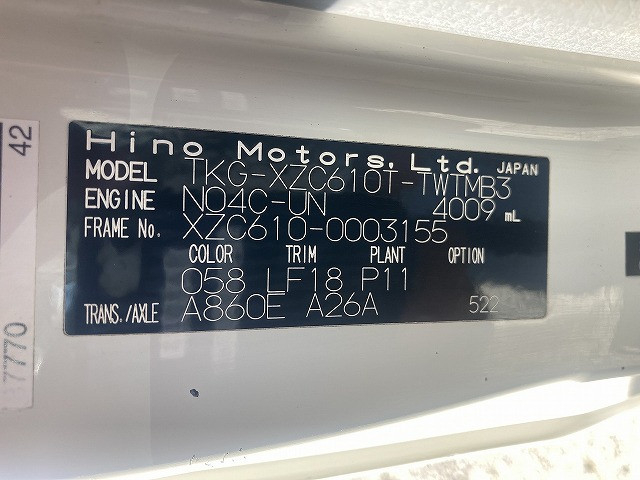 Hino Motors, Ltd. JAPAN
MODEL TKG-XZC610T-TWTMB3
ENGINE N04C-UN 4009 mL
FRAME No. XZC610-0003155
COLOR TRIM PLANT OPTION
058 LF18 P11
TRANS./AXLE A860E A26A 522
42
7770